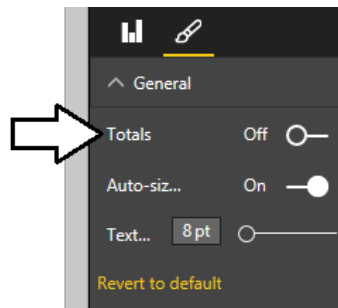 General
Totals Off
Auto-siz... On
Text... 8 pt
Revert to default